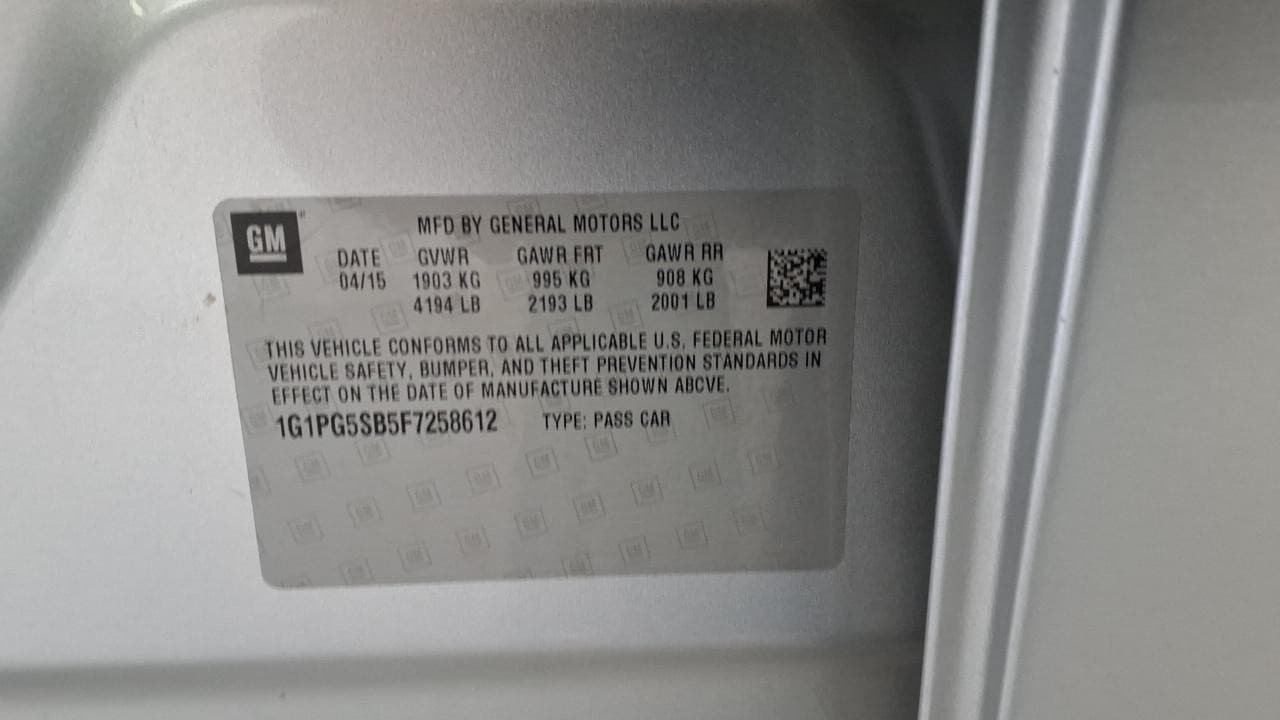 GM
MFD BY GENERAL MOTORS LLC
DATE GVWR GAWR FRT GAWR RR
04/15 1903 KG 995 KG 908 KG
4194 LB 2193 LB 2001 LB
THIS VEHICLE CONFORMS TO ALL APPLICABLE U.S. FEDERAL MOTOR
VEHICLE SAFETY, BUMPER, AND THEFT PREVENTION STANDARDS IN
EFFECT ON THE DATE OF MANUFACTURE SHOWN ABOVE.
1G1PG5SB5F7258612 TYPE: PASS CAR